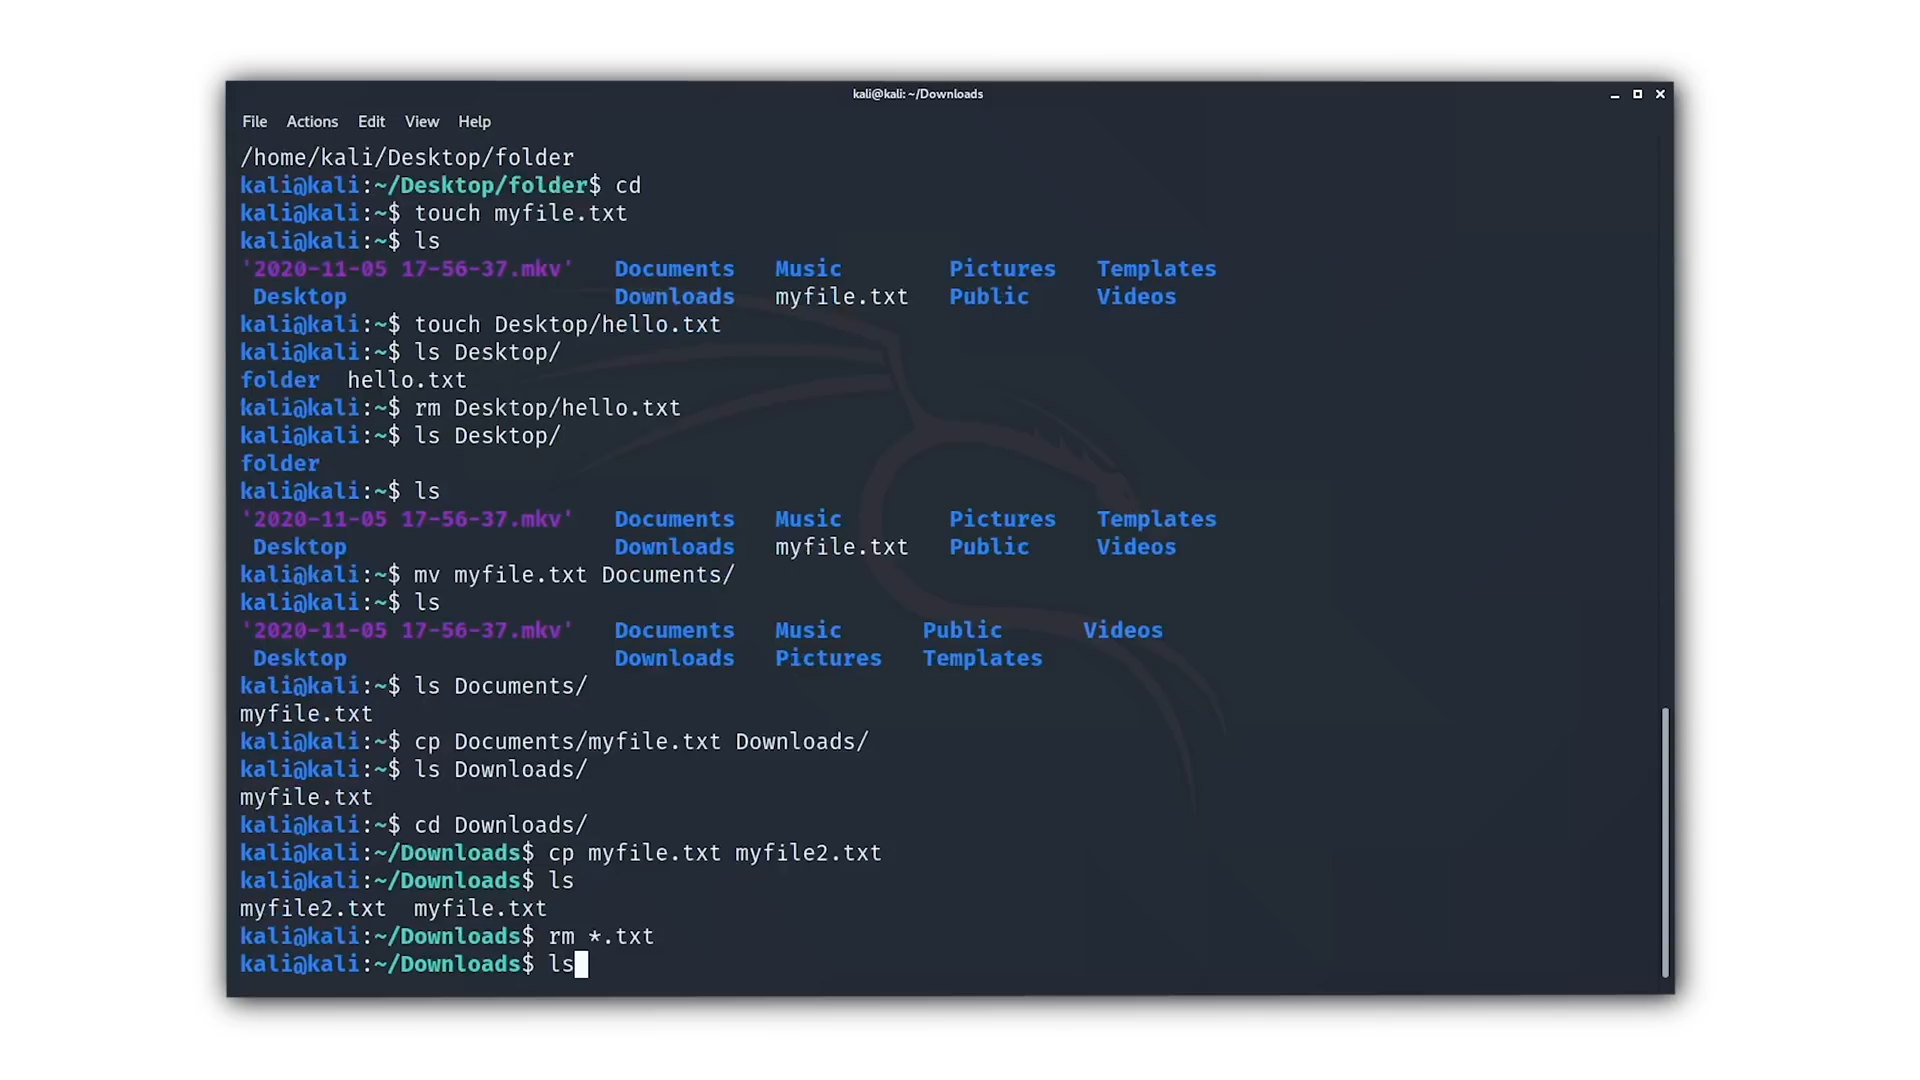 kali@kali: ~/Downloads
File Actions Edit View Help
/home/kali/Desktop/folder
kali@kali:~/Desktop/folder$ cd
kali@kali:~$ touch myfile.txt
kali@kali:~$ ls
'2020-11-05 17-56-37.mkv' Documents Music Pictures Templates
Desktop Downloads myfile.txt Public Videos
kali@kali:~$ touch Desktop/hello.txt
kali@kali:~$ ls Desktop/
folder hello.txt
kali@kali:~$ rm Desktop/hello.txt
kali@kali:~$ ls Desktop/
folder
kali@kali:~$ ls
'2020-11-05 17-56-37.mkv' Documents Music Pictures Templates
Desktop Downloads myfile.txt Public Videos
kali@kali:~$ mv myfile.txt Documents/
kali@kali:~$ ls
'2020-11-05 17-56-37.mkv' Documents Music Public Videos
Desktop Downloads Pictures Templates
kali@kali:~$ ls Documents/
myfile.txt
kali@kali:~$ cp Documents/myfile.txt Downloads/
kali@kali:~$ ls Downloads/
myfile.txt
kali@kali:~$ cd Downloads/
kali@kali:~/Downloads$ cp myfile.txt myfile2.txt
kali@kali:~/Downloads$ ls
myfile2.txt myfile.txt
kali@kali:~/Downloads$ rm *.txt
kali@kali:~/Downloads$ ls